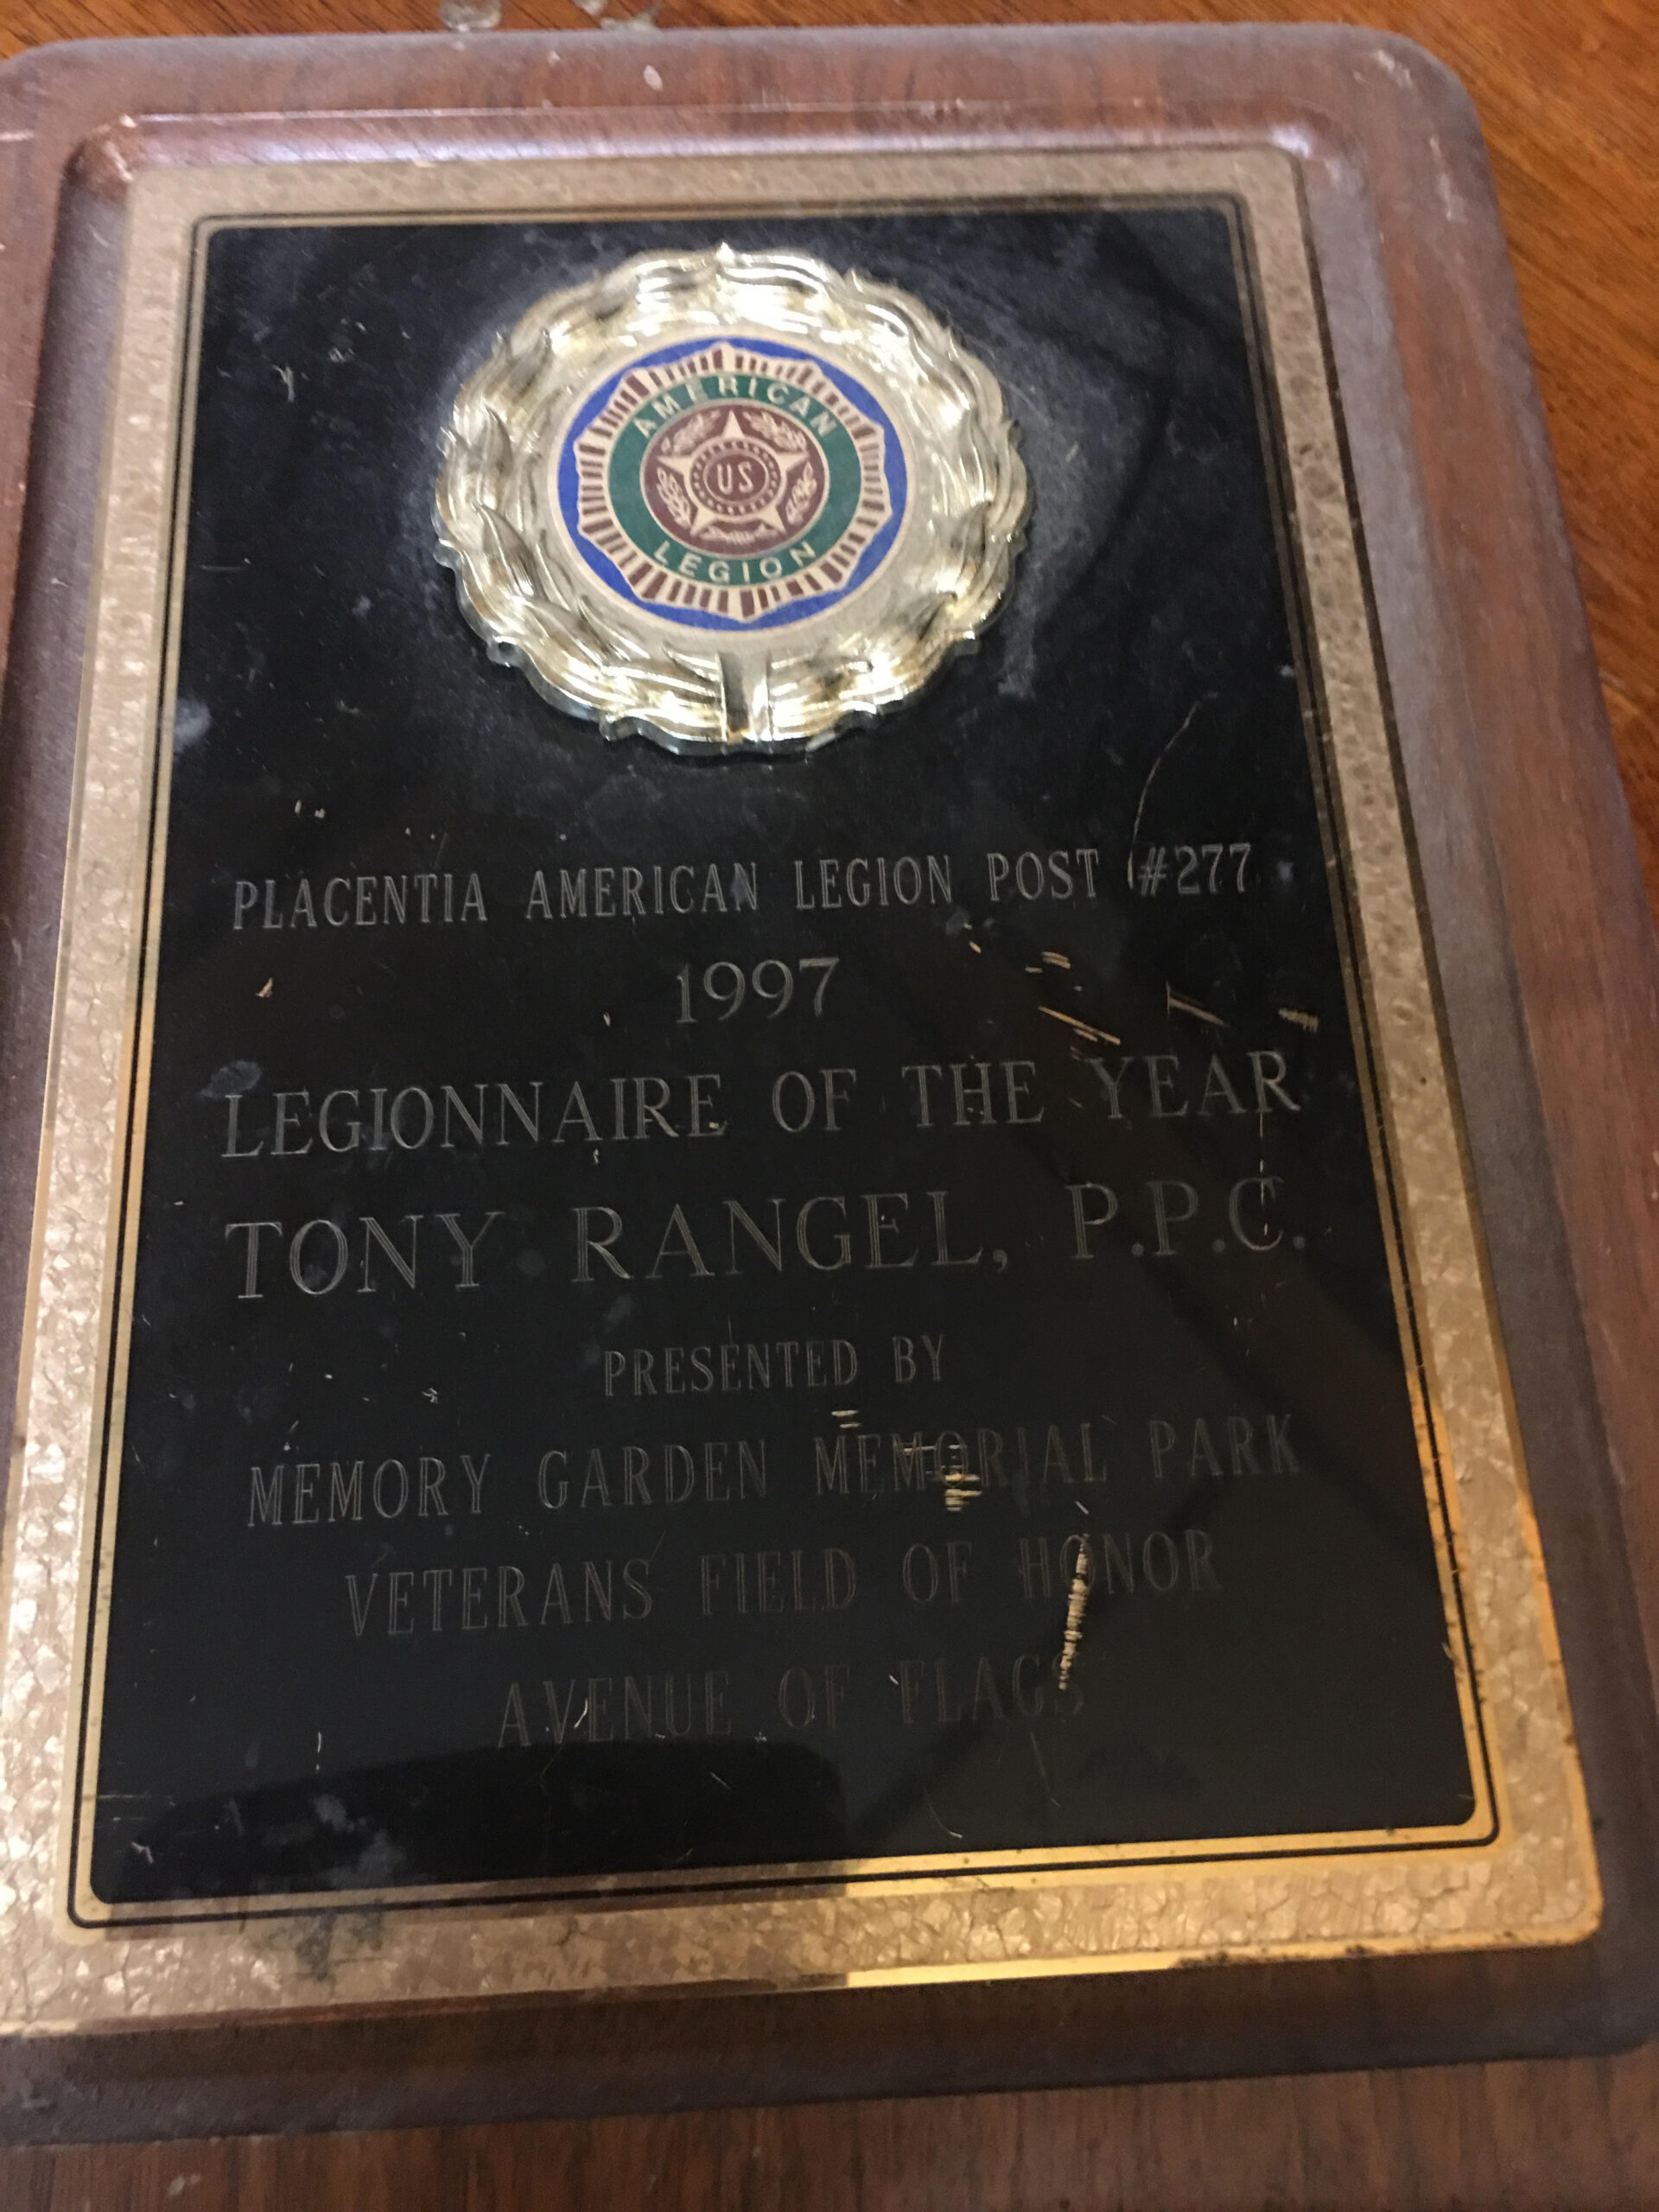 AMERICAN
US
LEGION
PLACENTIA AMERICAN LEGION POST #277
1997
LEGIONNAIRE OF THE YEAR
TONY RANGEL, P.P.C.
PRESENTED BY
MEMORY GARDEN MEMORIAL PARK
VETERANS FIELD OF HONOR
AVENUE OF FLAGS